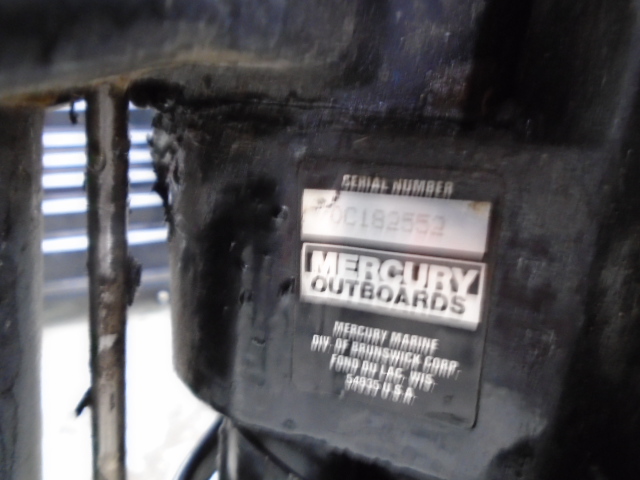 SERIAL NUMBER
0C182552
MERCURY
OUTBOARDS
MERCURY MARINE
DIV. OF BRUNSWICK CORP.
FOND DU LAC, WIS.
54935 U.S.A.